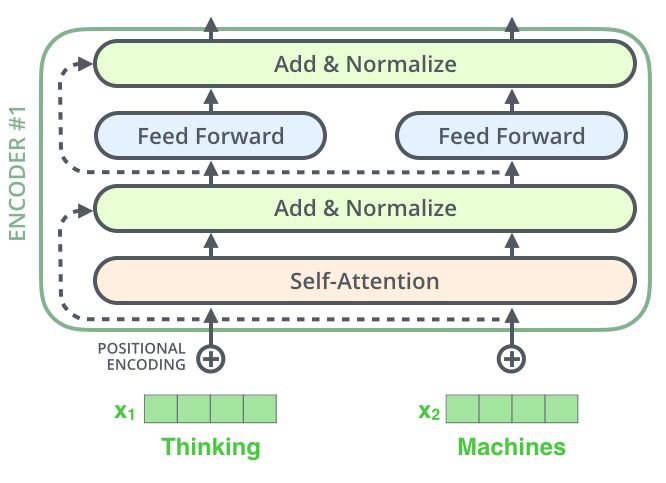 ENCODER #1
Add & Normalize
Feed Forward
Feed Forward
Add & Normalize
Self-Attention
POSITIONAL
ENCODING
x₁
x₂
Thinking
Machines